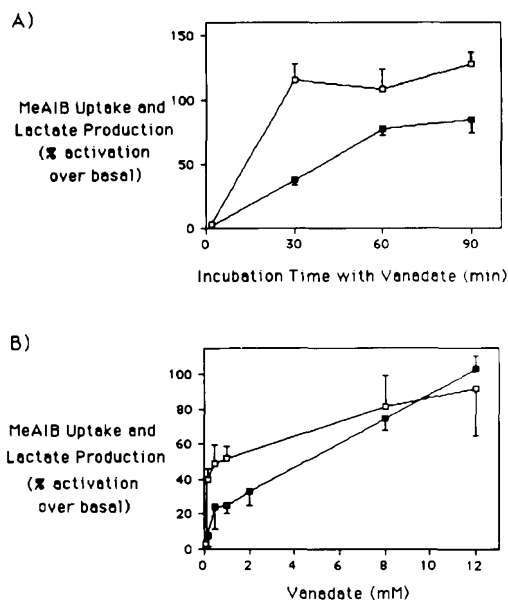 A)
150
100
50
0
MeAIB Uptake and
Lactate Production
(% activation
over basal)
0 30 60 90
Incubation Time with Vanadate (min)
B)
100
80
60
40
20
0
MeAIB Uptake and
Lactate Production
(% activation
over basal)
0 2 4 6 8 10 12
Vanadate (mM)